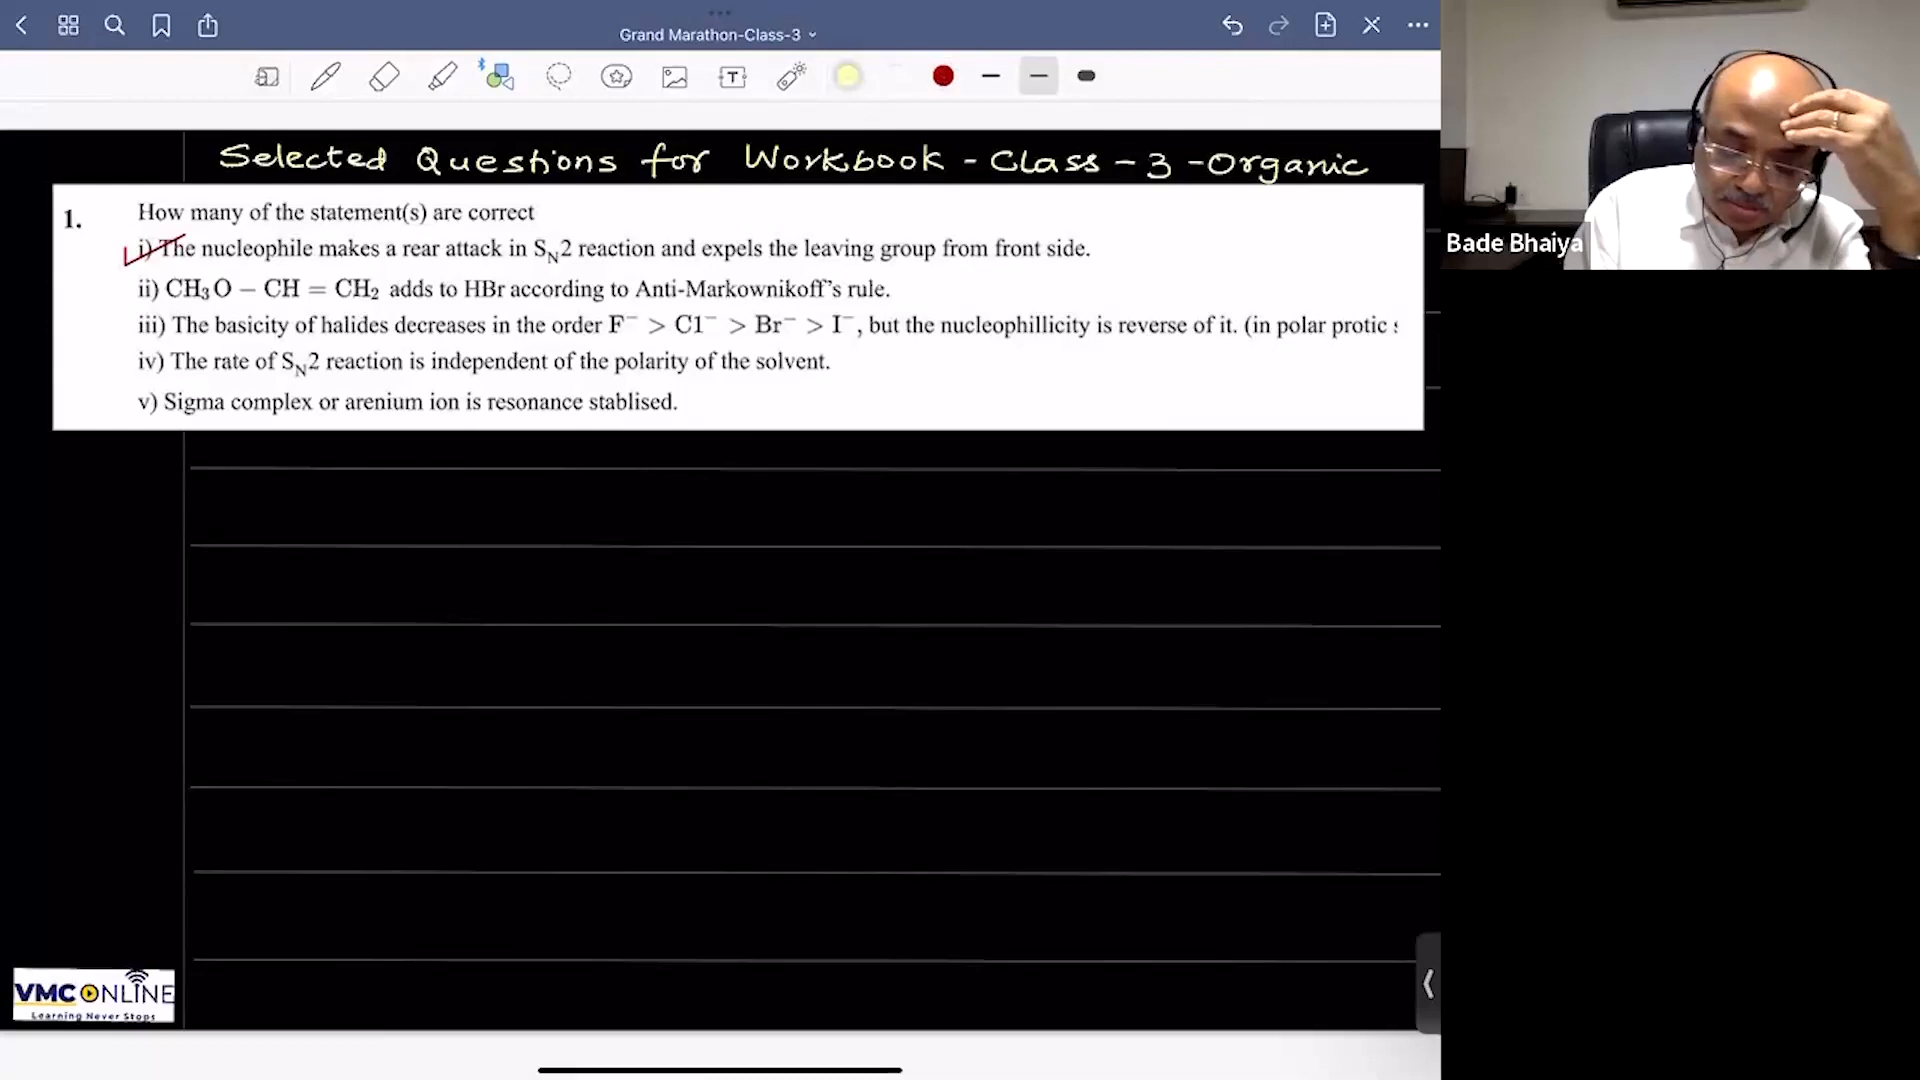 Grand Marathon-Class-3
Selected Questions for Workbook - Class - 3 - Organic
1. How many of the statement(s) are correct
i) The nucleophile makes a rear attack in S_N2 reaction and expels the leaving group from front side.
ii) CH₃O – CH = CH₂ adds to HBr according to Anti-Markownikoff's rule.
iii) The basicity of halides decreases in the order F⁻ > C1⁻ > Br⁻ > I⁻, but the nucleophillicity is reverse of it. (in polar protic
iv) The rate of S_N2 reaction is independent of the polarity of the solvent.
v) Sigma complex or arenium ion is resonance stablised.
Bade Bhaiya
VMC ONLINE
Learning Never Stops